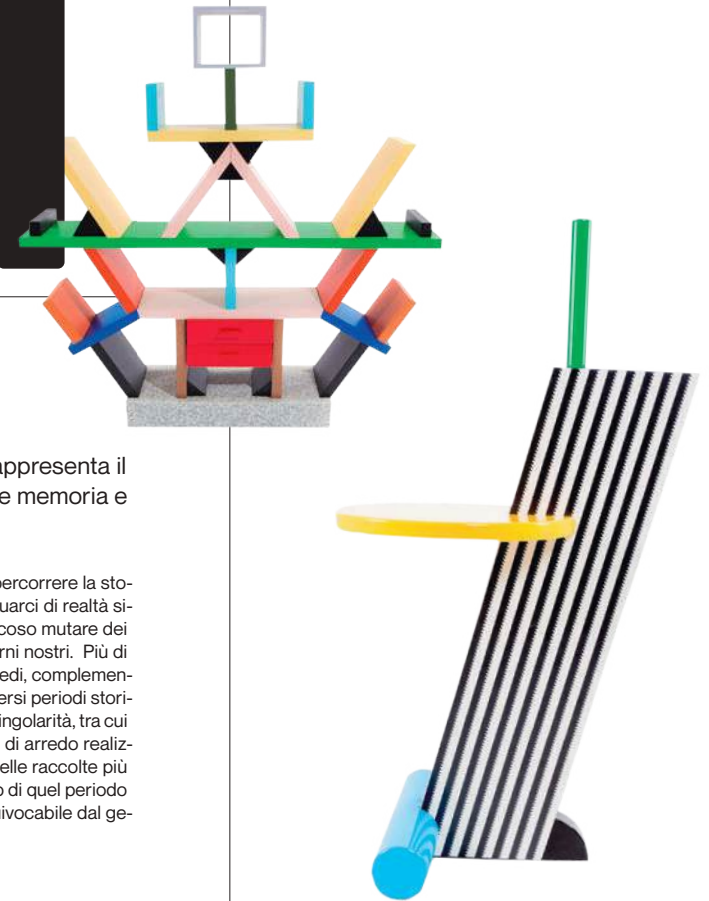 appresenta il
e memoria e
percorrere la sto-
uarci di realtà si-
coso mutare dei
rni nostri. Più di
edi, complemen-
ersi periodi stori-
ingolarità, tra cui
di arredo realiz-
elle raccolte più
o di quel periodo
uivocabile dal ge-